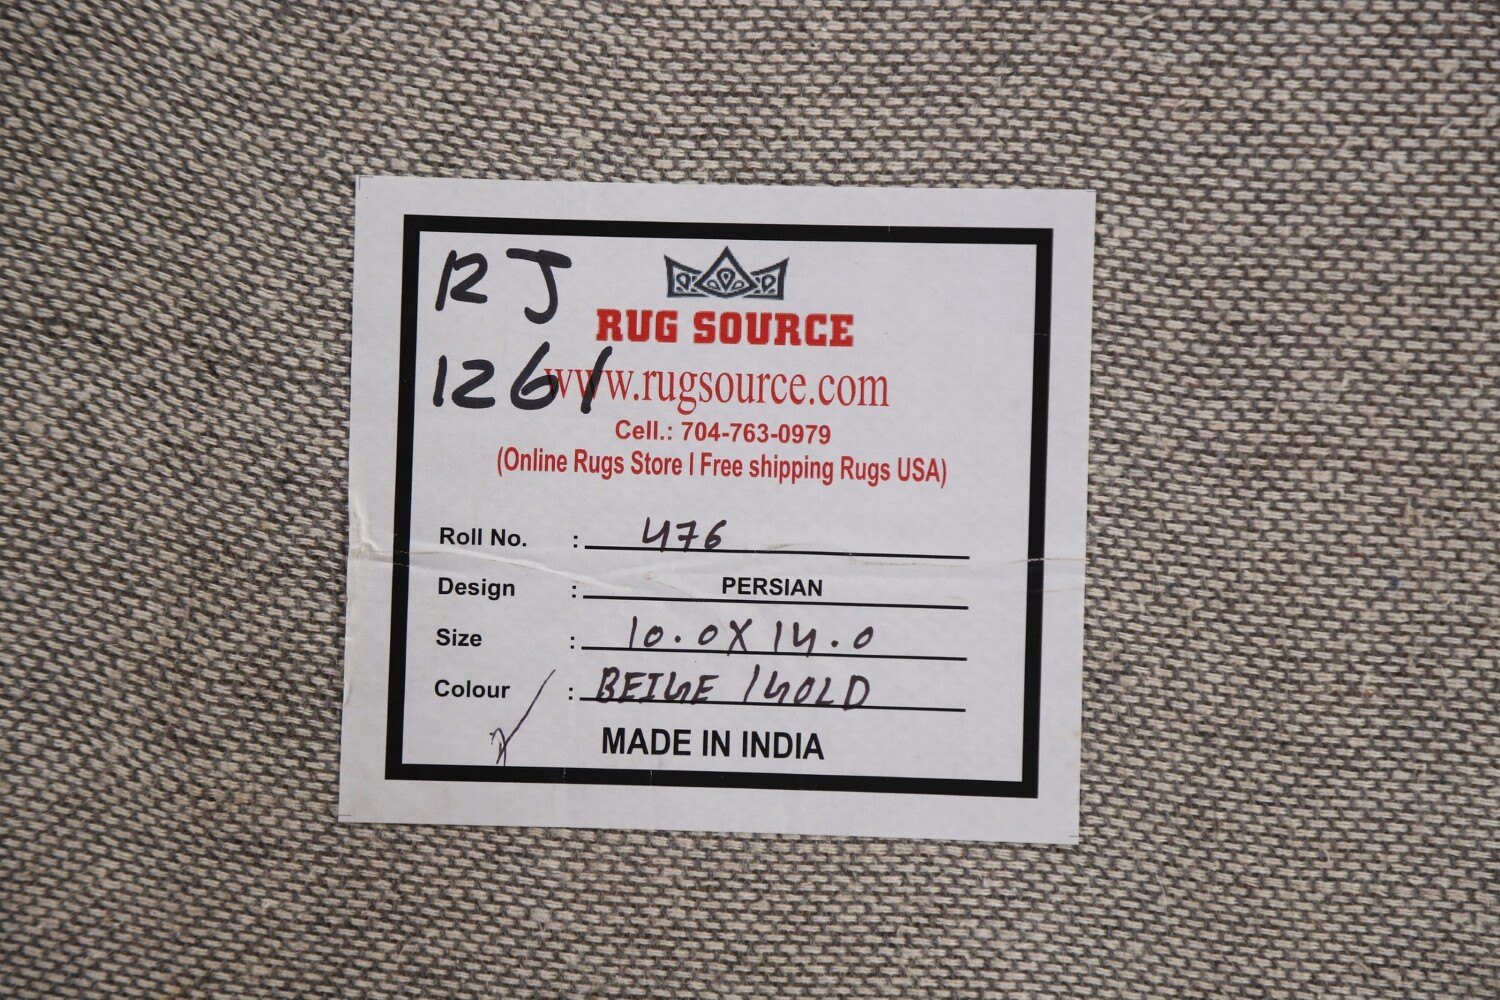 RJ
1261
RUG SOURCE
www.rugsource.com
Cell.: 704-763-0979
(Online Rugs Store I Free shipping Rugs USA)
Roll No. : 476
Design : PERSIAN
Size : 10.0X14.0
Colour : BEIGE/GOLD
MADE IN INDIA